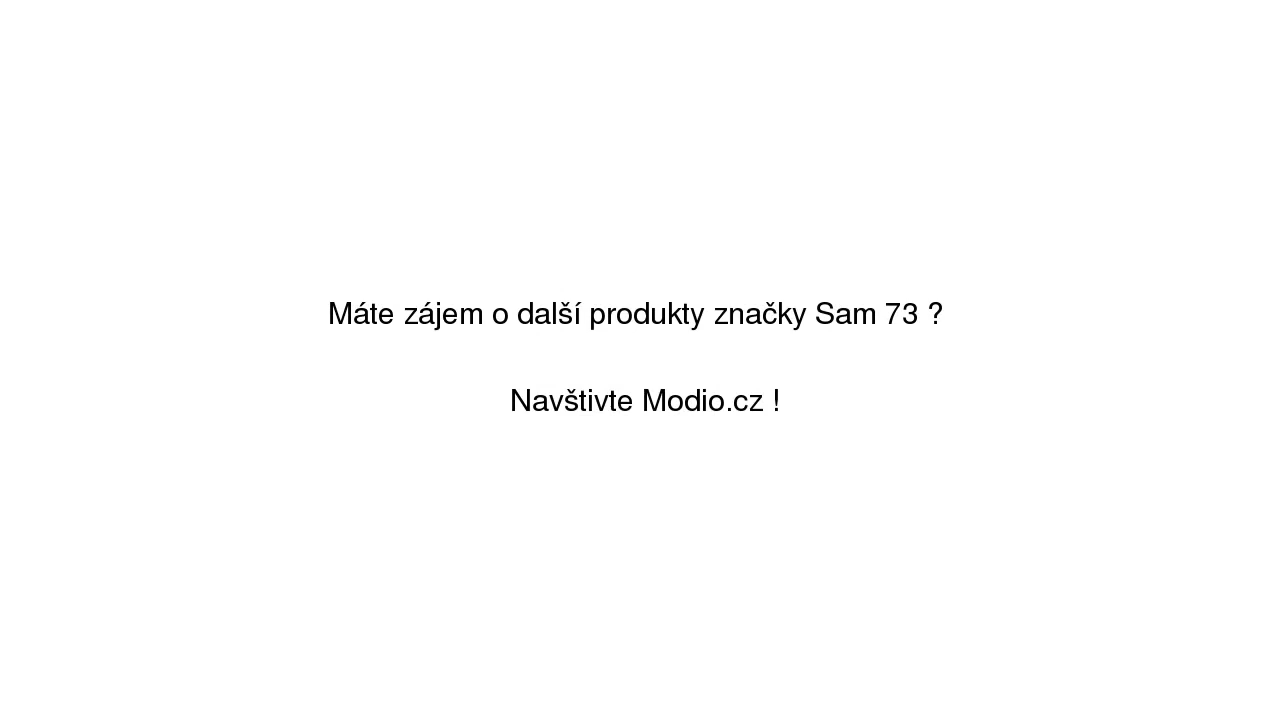 Máte zájem o další produkty značky Sam 73 ?
Navštivte Modio.cz !